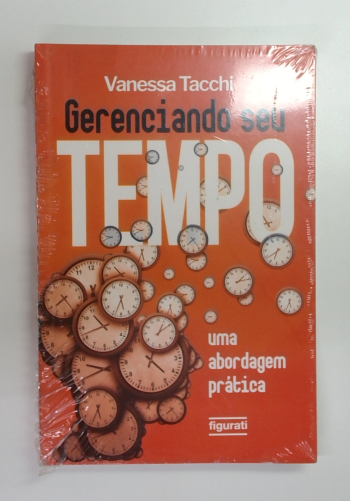 Vanessa Tacchi
Gerenciando seu
TEMPO
uma
abordagem
prática
figurati